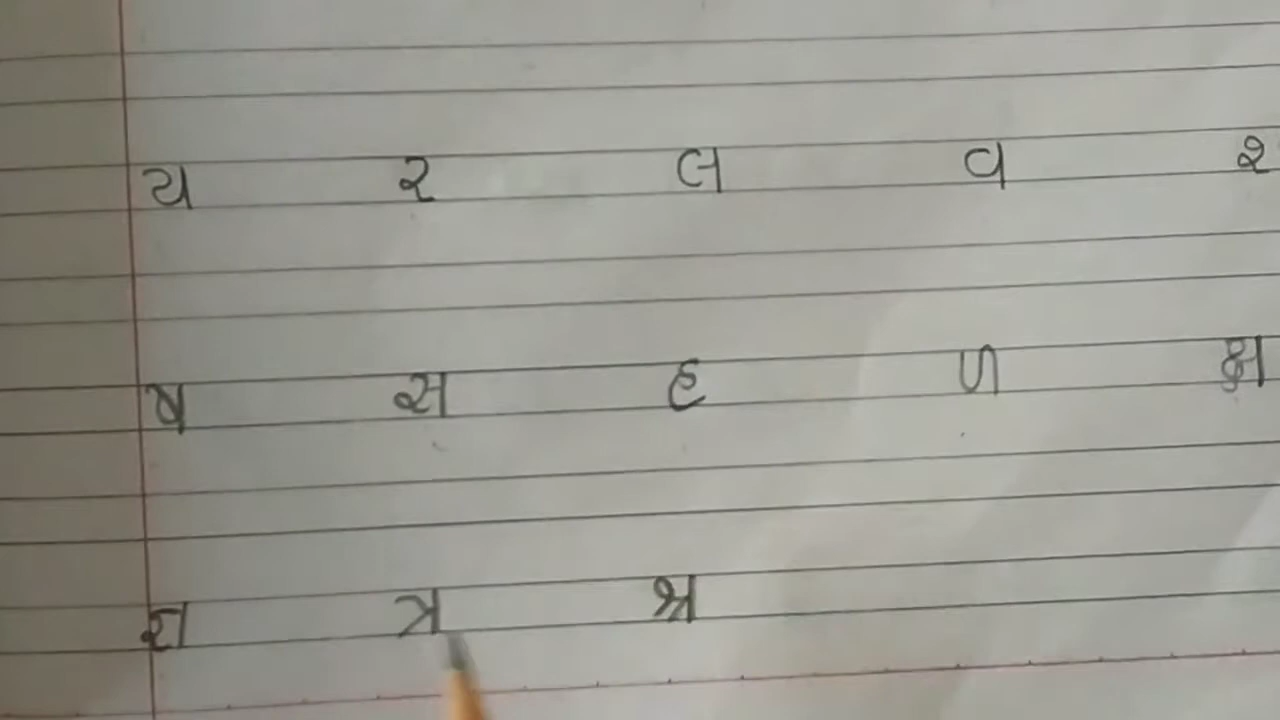 ય ર લ વ શ
ષ સ હ ળ ક્ષ
જ્ઞ ત્ર શ્ર